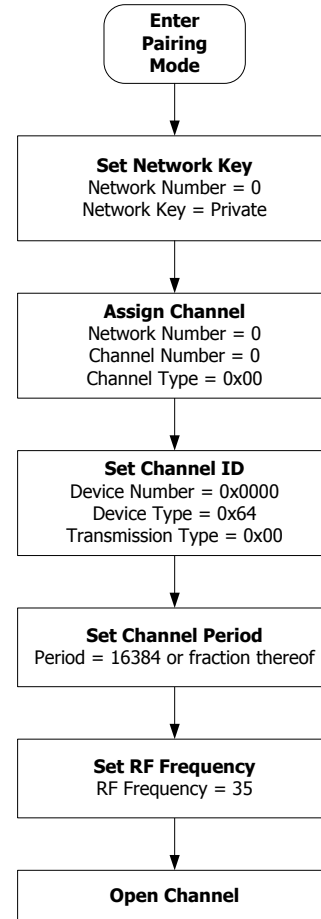 Enter
Pairing
Mode
Set Network Key
Network Number = 0
Network Key = Private
Assign Channel
Network Number = 0
Channel Number = 0
Channel Type = 0x00
Set Channel ID
Device Number = 0x0000
Device Type = 0x64
Transmission Type = 0x00
Set Channel Period
Period = 16384 or fraction thereof
Set RF Frequency
RF Frequency = 35
Open Channel